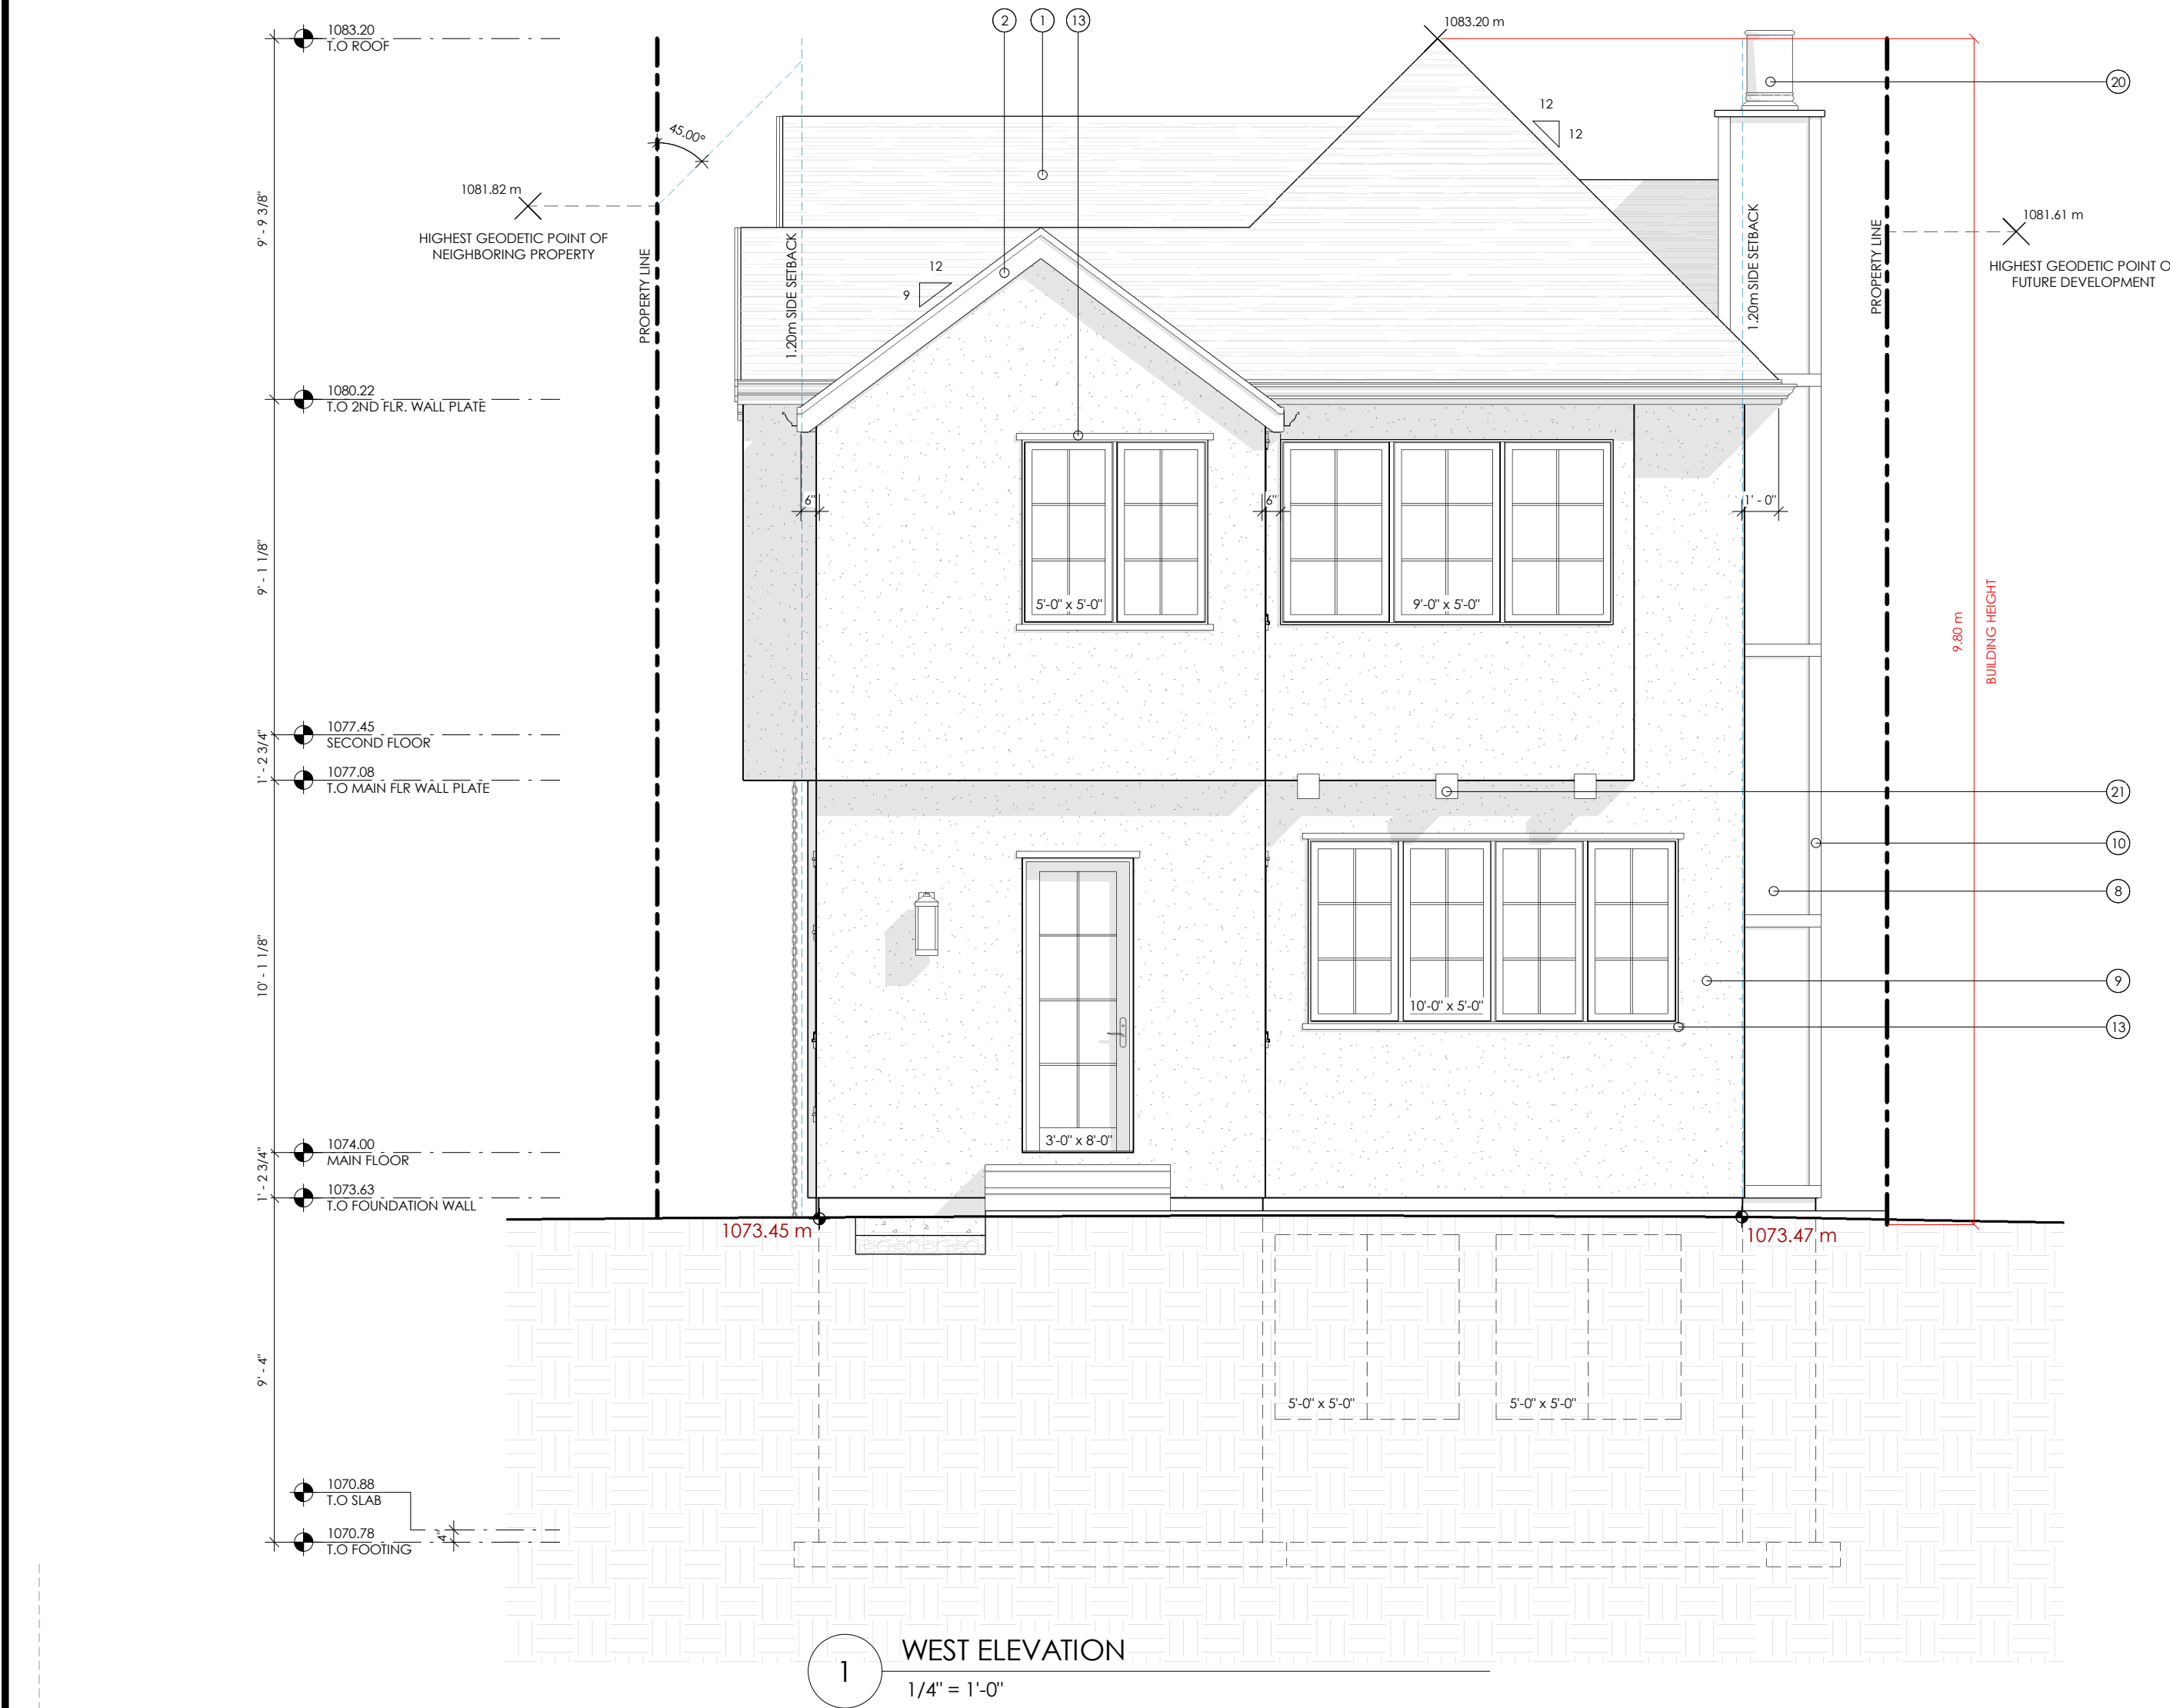 2
1
13
1083.20
T.O ROOF
1083.20 m
20
12
12
45.00°
1081.82 m
HIGHEST GEODETIC POINT OF
NEIGHBORING PROPERTY
PROPERTY LINE
1.20m SIDE SETBACK
12
9
1.20m SIDE SETBACK
PROPERTY LINE
1081.61 m
HIGHEST GEODETIC POINT O
FUTURE DEVELOPMENT
9' - 9 3/8"
1080.22
T.O 2ND FLR. WALL PLATE
6"
6"
1' - 0"
9' - 1 1/8"
5'-0" x 5'-0"
9'-0" x 5'-0"
9.80 m
BUILDING HEIGHT
1077.45
SECOND FLOOR
1' - 2 3/4"
1077.08
T.O MAIN FLR WALL PLATE
21
10
8
9
13
10' - 1 1/8"
10'-0" x 5'-0"
3'-0" x 8'-0"
1074.00
MAIN FLOOR
1' - 2 3/4"
1073.63
T.O FOUNDATION WALL
1073.45 m
1073.47 m
9' - 4"
5'-0" x 5'-0"
5'-0" x 5'-0"
1070.88
T.O SLAB
4"
1070.78
T.O FOOTING
1
WEST ELEVATION
1/4" = 1'-0"